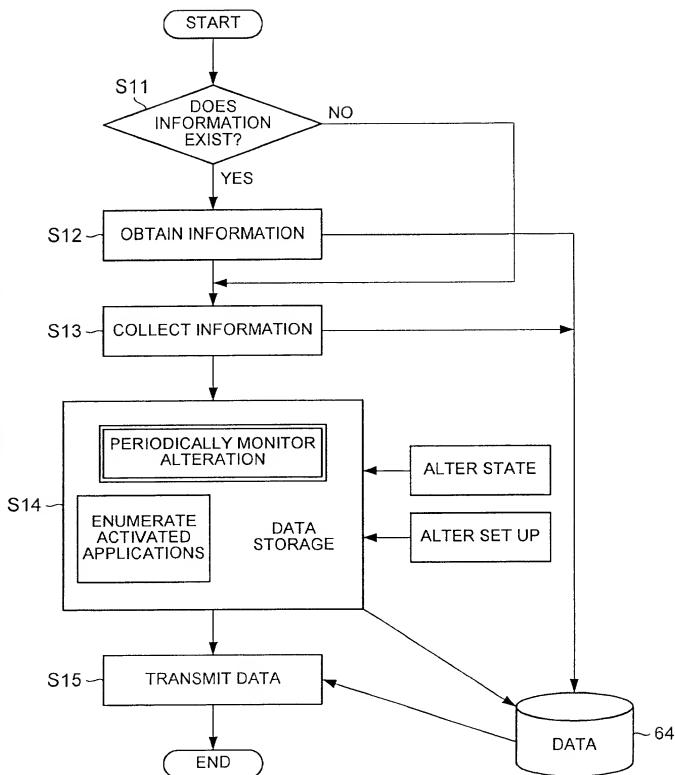 START
S11
DOES
INFORMATION
EXIST?
NO
YES
S12
OBTAIN INFORMATION
S13
COLLECT INFORMATION
PERIODICALLY MONITOR
ALTERATION
ALTER STATE
S14
ENUMERATE
ACTIVATED
APPLICATIONS
DATA
STORAGE
ALTER SET UP
S15
TRANSMIT DATA
DATA
64
END